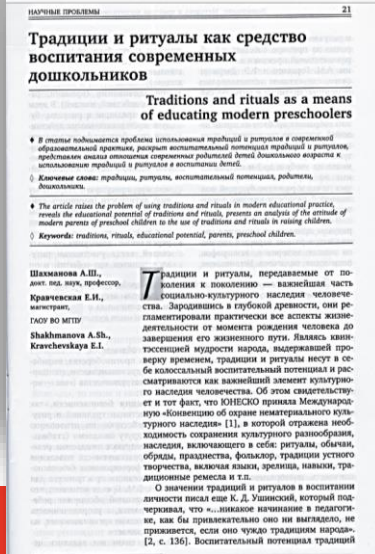 НАУЧНЫЕ ПРОБЛЕМЫ
21
Традиции и ритуалы как средство
воспитания современных
дошкольников
Traditions and rituals as a means
of educating modern preschoolers
♦ В статье поднимается проблема использования традиций и ритуалов в современной
образовательной практике, раскрыт воспитательный потенциал традиций и ритуалов,
представлен анализ отношения современных родителей детей дошкольного возраста к
использованию традиций и ритуалов в воспитании детей.
◊ Ключевые слова: традиции, ритуалы, воспитательный потенциал, родители,
дошкольники.
♦ The article raises the problem of using traditions and rituals in modern educational practice,
reveals the educational potential of traditions and rituals, presents an analysis of the attitude of
modern parents of preschool children to the use of traditions and rituals in raising children.
◊ Keywords: traditions, rituals, educational potential, parents, preschool children.
Шахманова А.Ш.,
докт. пед. наук, профессор,
Кравчевская Е.И.,
магистрант,
ГАОУ ВО МГПУ
Shakhmanova A.Sh.,
Kravchevskaya E.I.
Традиции и ритуалы, передаваемые от по-
коления к поколению — важнейшая часть
социально-культурного наследия человече-
ства. Зародившись в глубокой древности, они ре-
гламентировали практически все аспекты жизне-
деятельности от момента рождения человека до
завершения его жизненного пути. Являясь квин-
тэссенцией мудрости народа, выдержавшей про-
верку временем, традиции и ритуалы несут в се-
бе колоссальный воспитательный потенциал и рас-
сматриваются как важнейший элемент культурно-
го наследия человечества. Об этом свидетельству-
ет и тот факт, что ЮНЕСКО приняла Международ-
ную «Конвенцию об охране нематериального куль-
турного наследия» [1], в которой отражена необ-
ходимость сохранения культурного разнообразия,
наследия, включающего в себя: ритуалы, обычаи,
обряды, празднества, фольклор, традиции устного
творчества, включая языки, зрелища, навыки, тра-
диционные ремесла и т.п.
О значении традиций и ритуалов в воспитании
личности писал еще К. Д. Ушинский, который под-
черкивал, что «…никакое начинание в педагоги-
ке, как бы привлекательно оно ни выглядело, не
приживется, если оно чуждо традициям народа».
[2, с. 136]. Воспитательный потенциал традиций